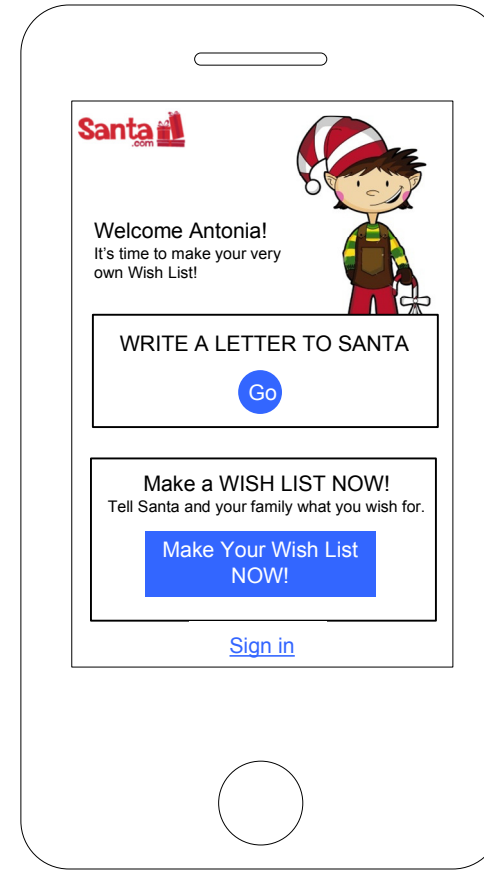 Santa
.com
Welcome Antonia!
It's time to make your very
own Wish List!
WRITE A LETTER TO SANTA
Go
Make a WISH LIST NOW!
Tell Santa and your family what you wish for.
Make Your Wish List
NOW!
Sign in